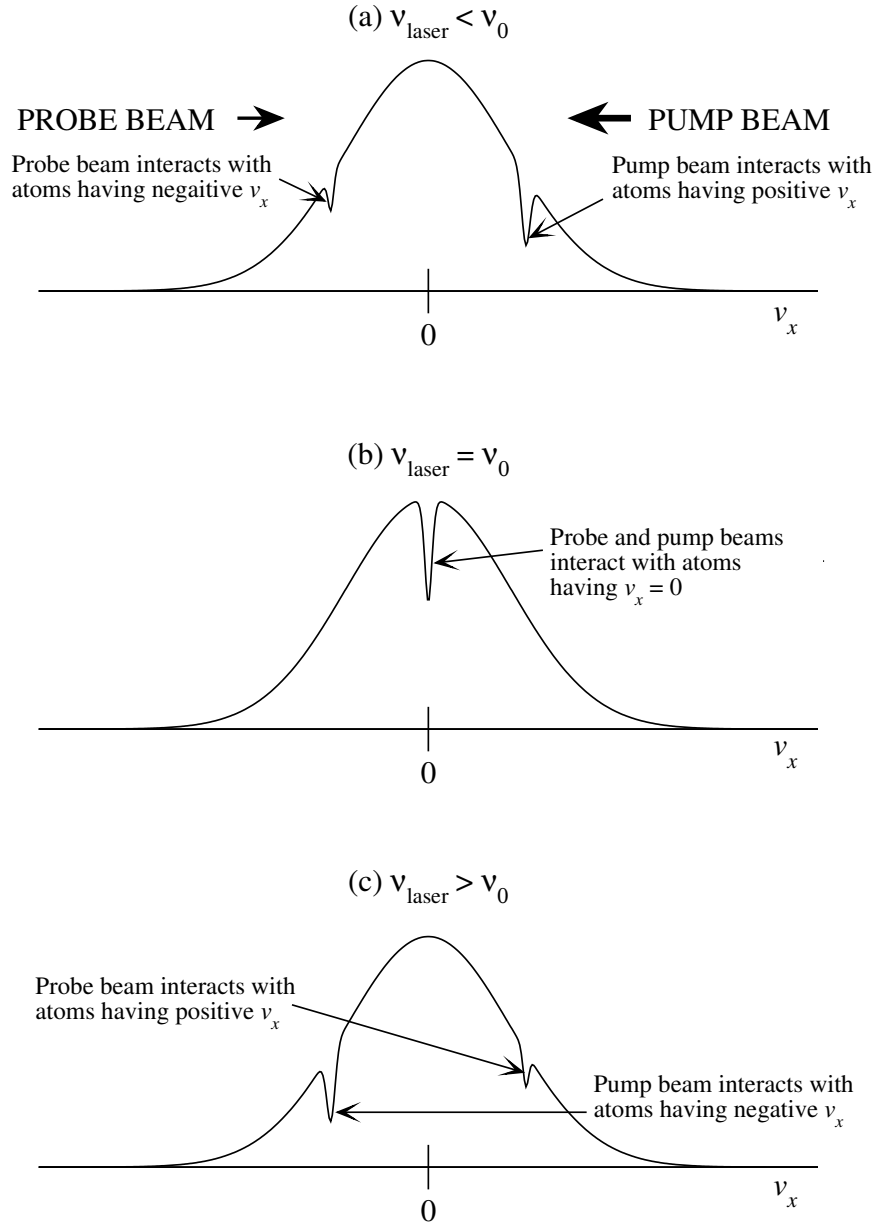 (a) ν_laser < ν_0
PROBE BEAM
PUMP BEAM
Probe beam interacts with
atoms having negaitive v_x
Pump beam interacts with
atoms having positive v_x
v_x
0
(b) ν_laser = ν_0
Probe and pump beams
interact with atoms
having v_x = 0
v_x
0
(c) ν_laser > ν_0
Probe beam interacts with
atoms having positive v_x
Pump beam interacts with
atoms having negative v_x
v_x
0